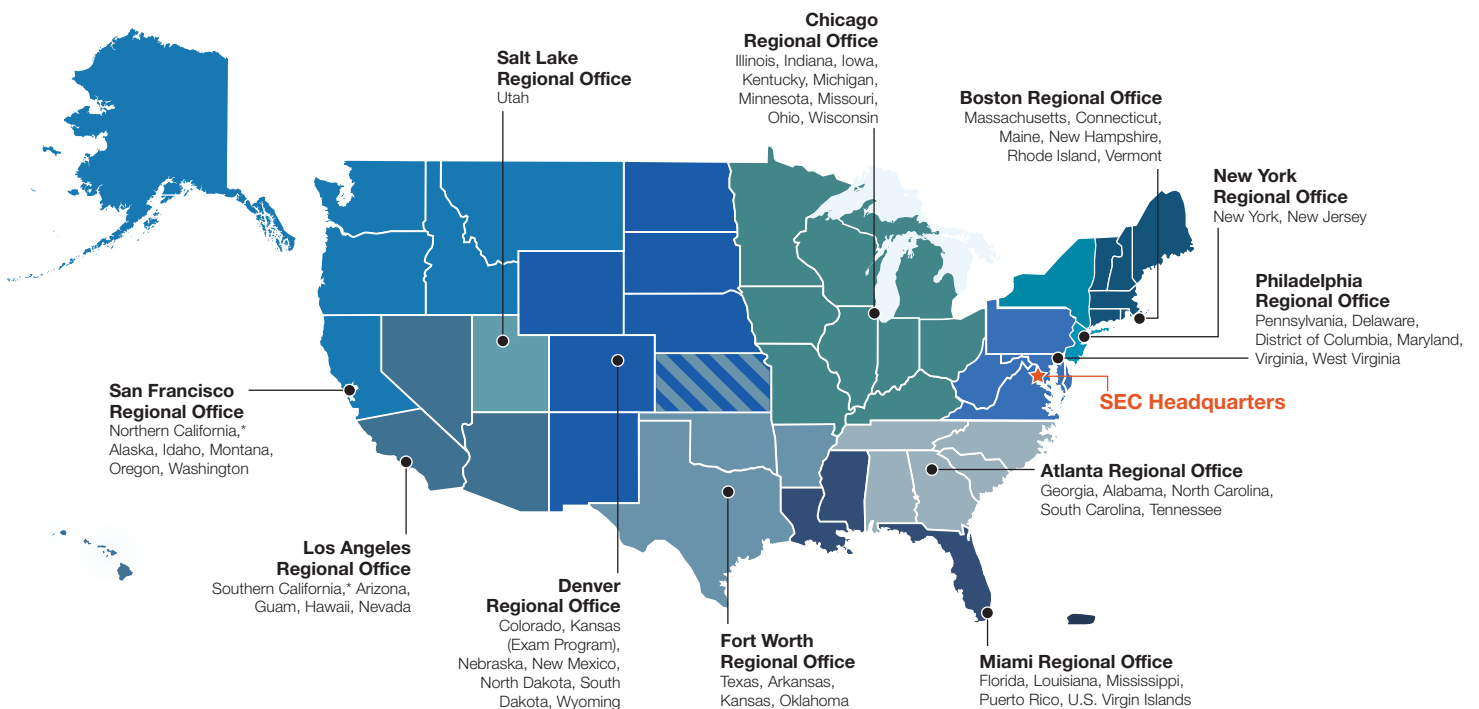 Chicago
Regional Office
Illinois, Indiana, Iowa,
Kentucky, Michigan,
Minnesota, Missouri,
Ohio, Wisconsin
Salt Lake
Regional Office
Utah
Boston Regional Office
Massachusetts, Connecticut,
Maine, New Hampshire,
Rhode Island, Vermont
New York
Regional Office
New York, New Jersey
Philadelphia
Regional Office
Pennsylvania, Delaware,
District of Columbia, Maryland,
Virginia, West Virginia
San Francisco
Regional Office
Northern California,*
Alaska, Idaho, Montana,
Oregon, Washington
SEC Headquarters
Atlanta Regional Office
Georgia, Alabama, North Carolina,
South Carolina, Tennessee
Los Angeles
Regional Office
Southern California,* Arizona,
Guam, Hawaii, Nevada
Denver
Regional Office
Colorado, Kansas
(Exam Program),
Nebraska, New Mexico,
North Dakota, South
Dakota, Wyoming
Fort Worth
Regional Office
Texas, Arkansas,
Kansas, Oklahoma
Miami Regional Office
Florida, Louisiana, Mississippi,
Puerto Rico, U.S. Virgin Islands